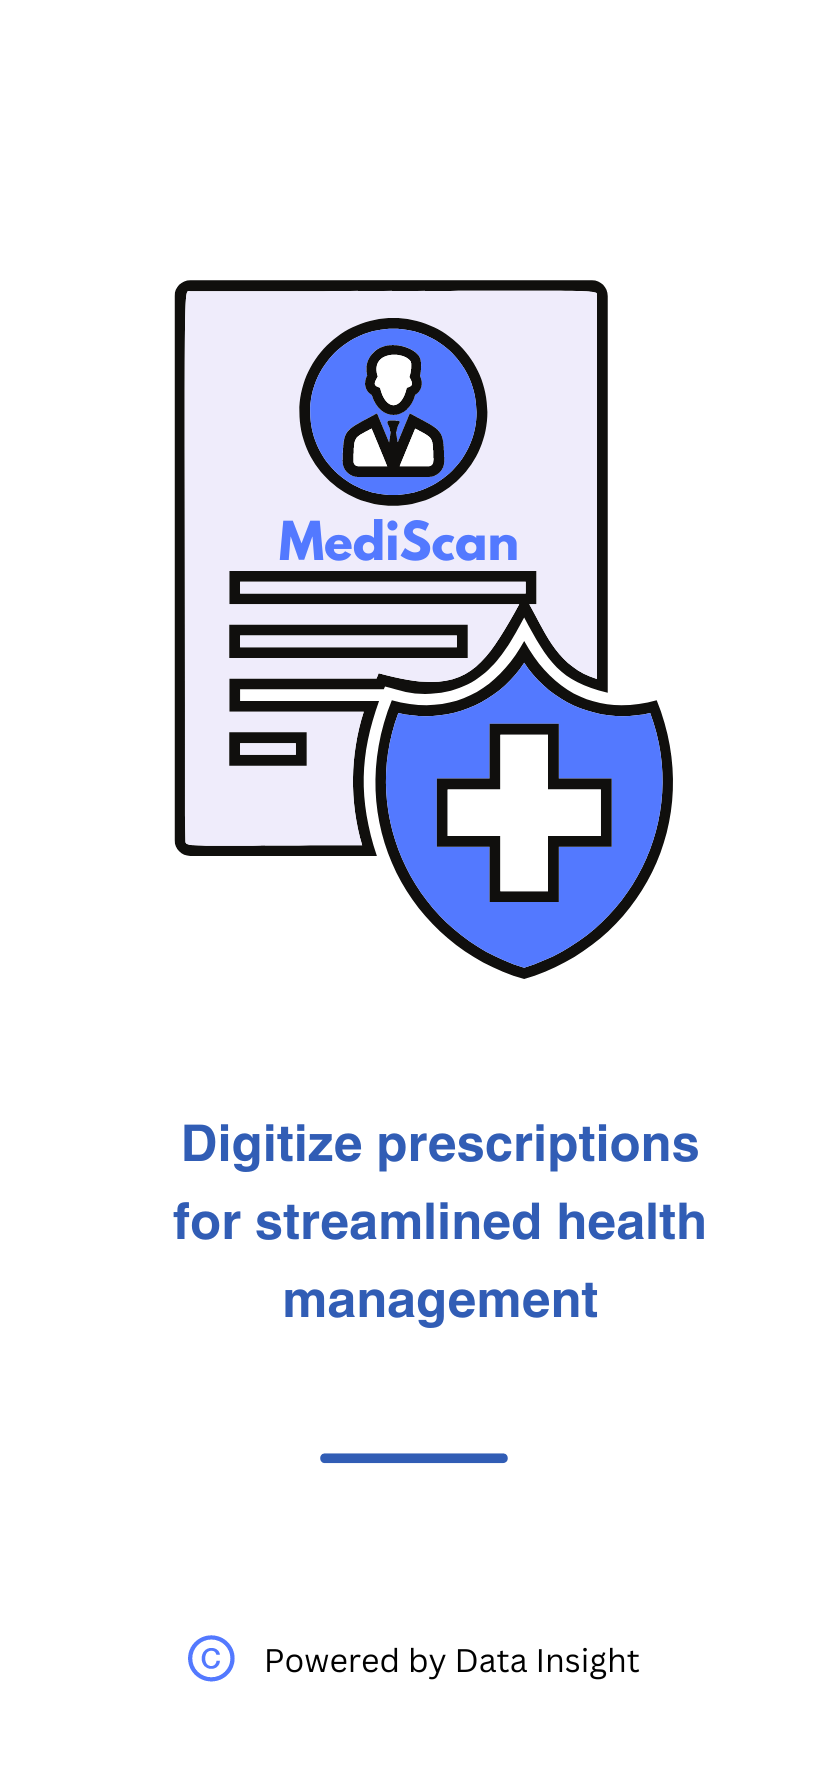 MediScan
Digitize prescriptions
for streamlined health
management
© Powered by Data Insight